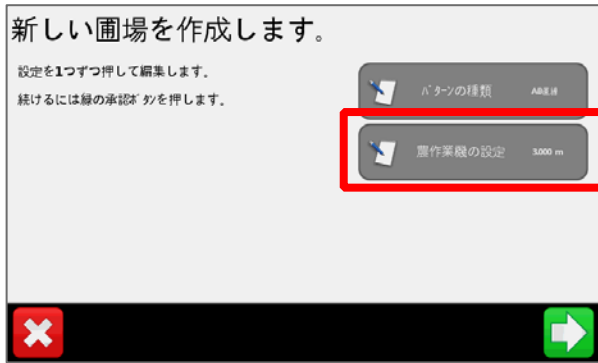 新しい圃場を作成します。
設定を1つずつ押して編集します。
続けるには緑の承認ボタンを押します。
パターンの種類 AB直線
農作業機の設定 3.000 m